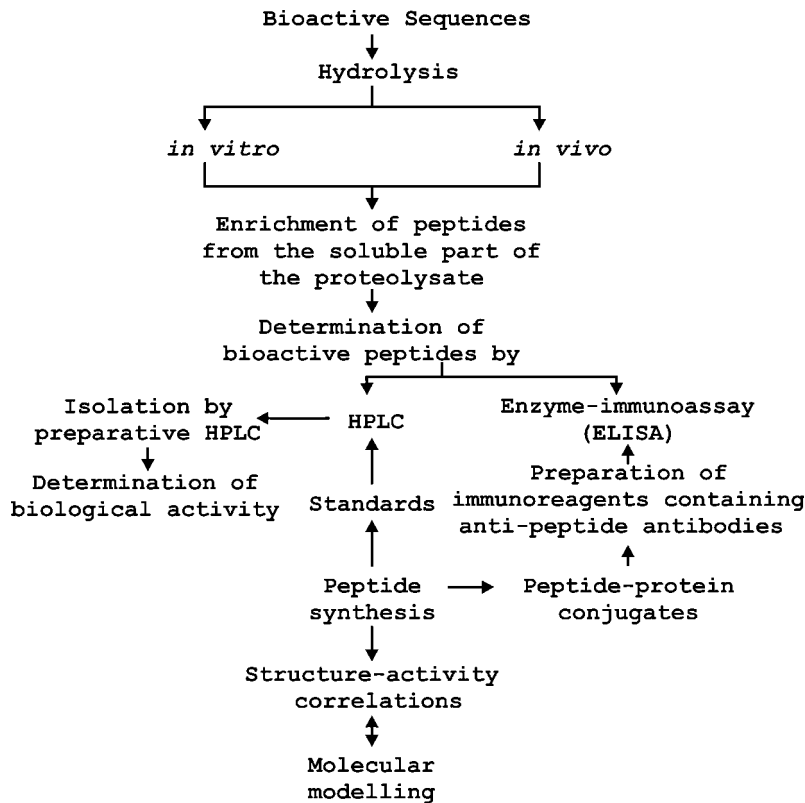 Bioactive Sequences
Hydrolysis
in vitro
in vivo
Enrichment of peptides
from the soluble part of
the proteolysate
Determination of
bioactive peptides by
Isolation by
preparative HPLC
HPLC
Enzyme-immunoassay
(ELISA)
Determination of
biological activity
Standards
Preparation of
immunoreagents containing
anti-peptide antibodies
Peptide
synthesis
Peptide-protein
conjugates
Structure-activity
correlations
Molecular
modelling